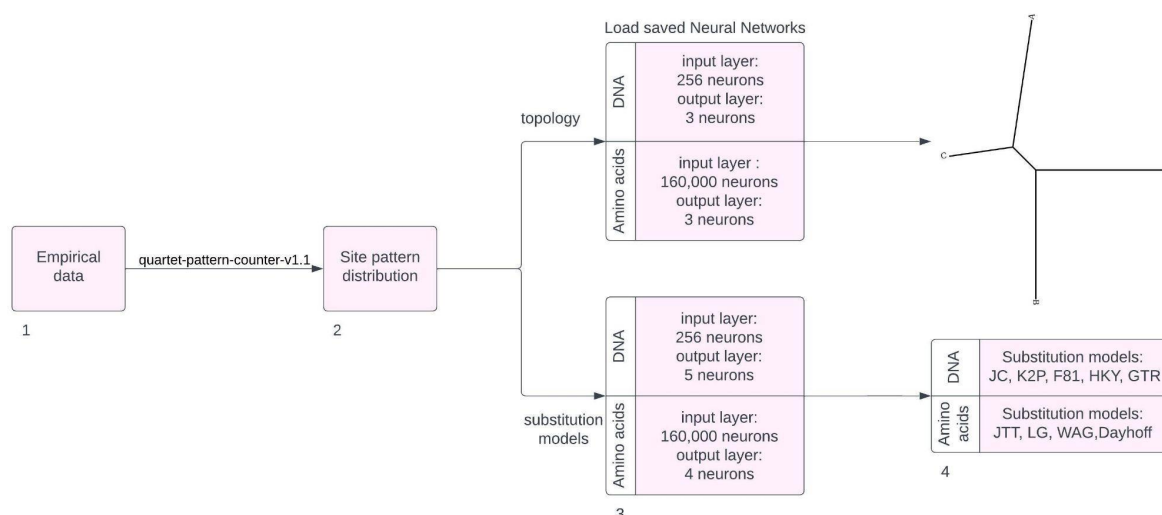 Load saved Neural Networks
DNA
input layer:
256 neurons
output layer:
3 neurons
topology
Amino acids
input layer :
160,000 neurons
output layer:
3 neurons
A
C
B
Empirical
data
1
quartet-pattern-counter-v1.1
Site pattern
distribution
2
DNA
input layer:
256 neurons
output layer:
5 neurons
substitution
models
Amino acids
input layer:
160,000 neurons
output layer:
4 neurons
3
DNA
Substitution models:
JC, K2P, F81, HKY, GTR
Amino
acids
Substitution models:
JTT, LG, WAG,Dayhoff
4